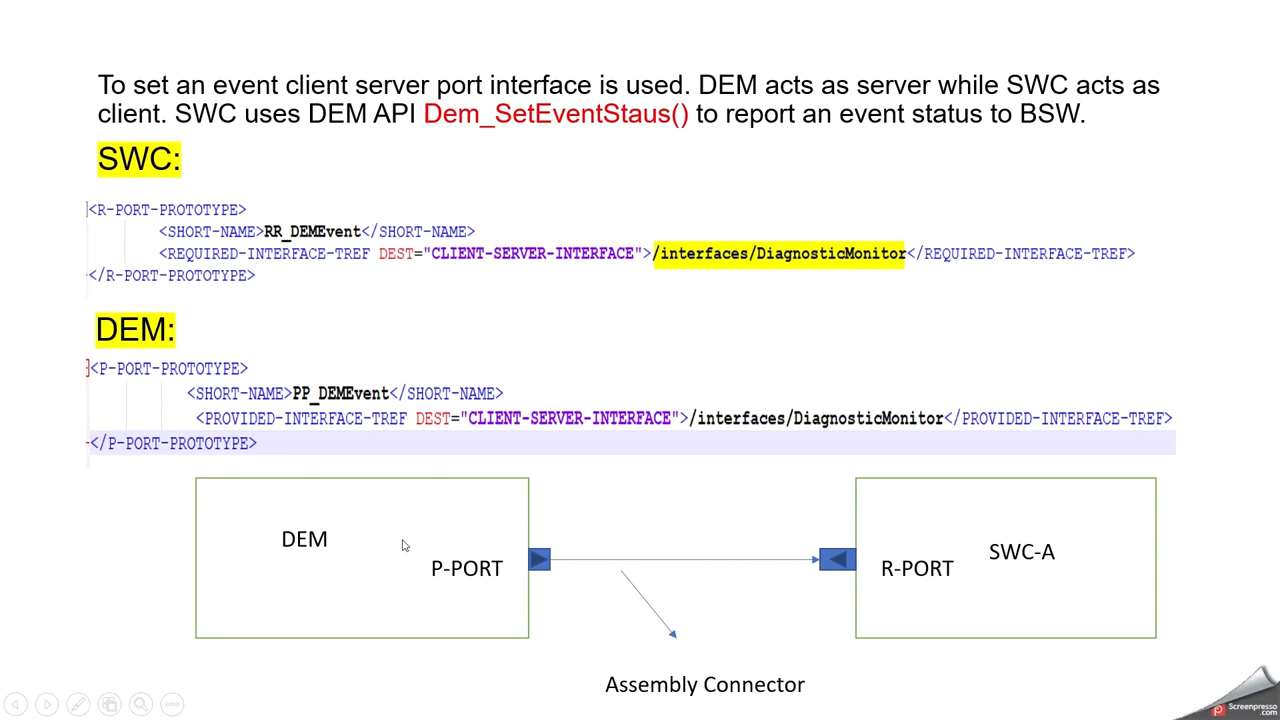 To set an event client server port interface is used. DEM acts as server while SWC acts as
client. SWC uses DEM API Dem_SetEventStaus() to report an event status to BSW.
SWC:
<R-PORT-PROTOTYPE>
<SHORT-NAME>RR_DEMEvent</SHORT-NAME>
<REQUIRED-INTERFACE-TREF DEST="CLIENT-SERVER-INTERFACE">/interfaces/DiagnosticMonitor</REQUIRED-INTERFACE-TREF>
</R-PORT-PROTOTYPE>
DEM:
<P-PORT-PROTOTYPE>
<SHORT-NAME>PP_DEMEvent</SHORT-NAME>
<PROVIDED-INTERFACE-TREF DEST="CLIENT-SERVER-INTERFACE">/interfaces/DiagnosticMonitor</PROVIDED-INTERFACE-TREF>
</P-PORT-PROTOTYPE>
DEM
P-PORT
R-PORT
SWC-A
Assembly Connector
Screenpresso
.com